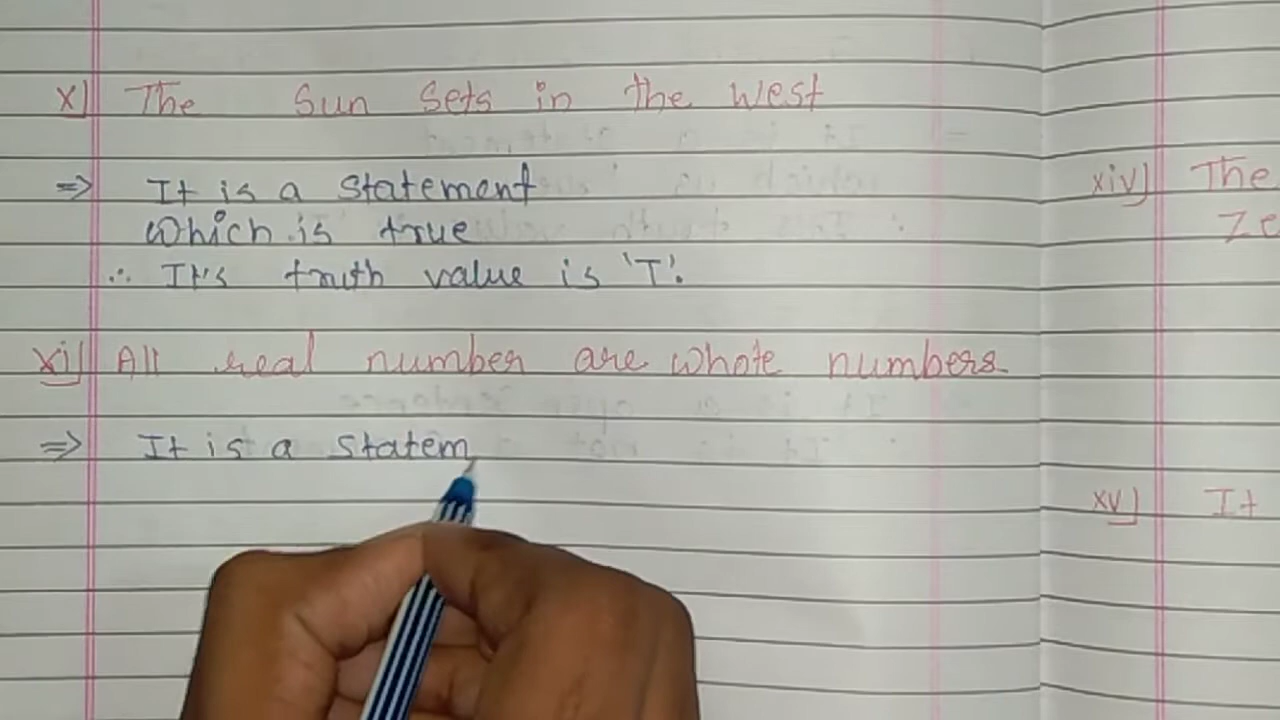 x] The Sun Sets in the west
=> It is a statement
which is true
∴ It's truth value is 'T'.
xi] All real number are whole numbers
=> It is a statem
xiv] The
Ze
xv] It